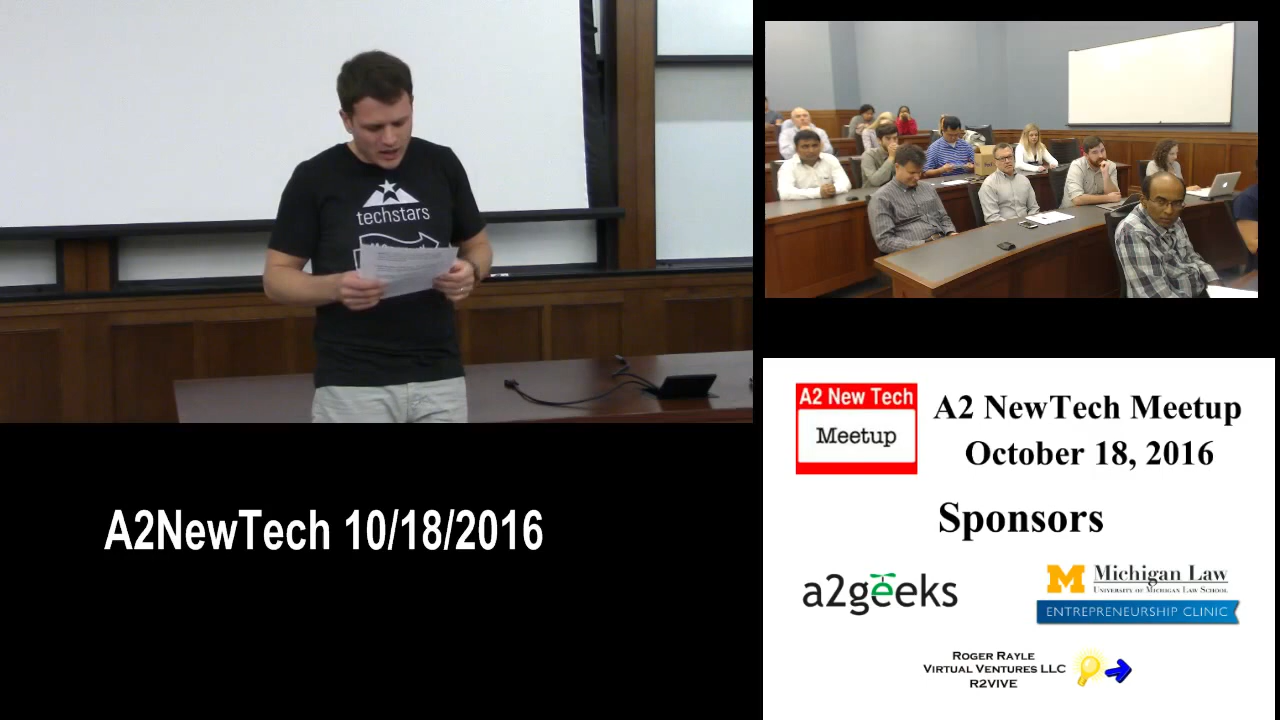 techstars
A2NewTech 10/18/2016
A2 New Tech
Meetup
A2 NewTech Meetup
October 18, 2016
Sponsors
a2geeks
M Michigan Law
University of Michigan Law School
Entrepreneurship Clinic
Roger Rayle
Virtual Ventures LLC
R2VIVE